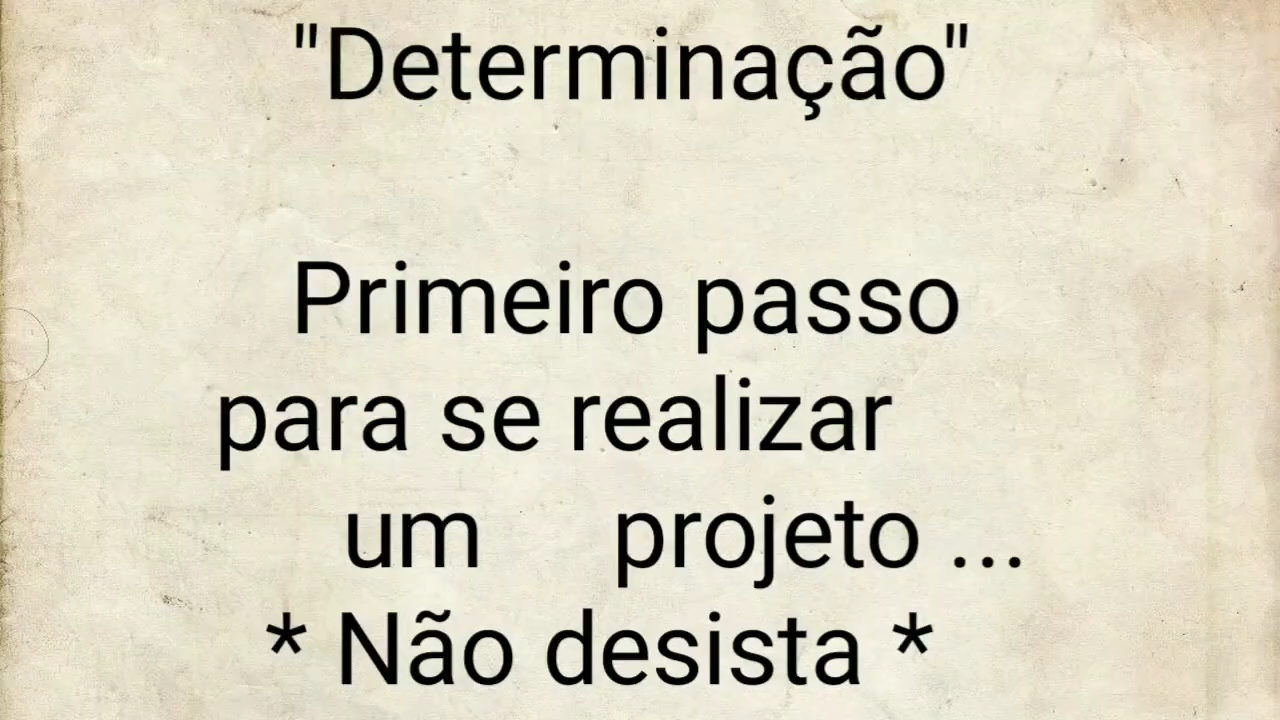 "Determinação"
Primeiro passo
para se realizar
um projeto ...
* Não desista *